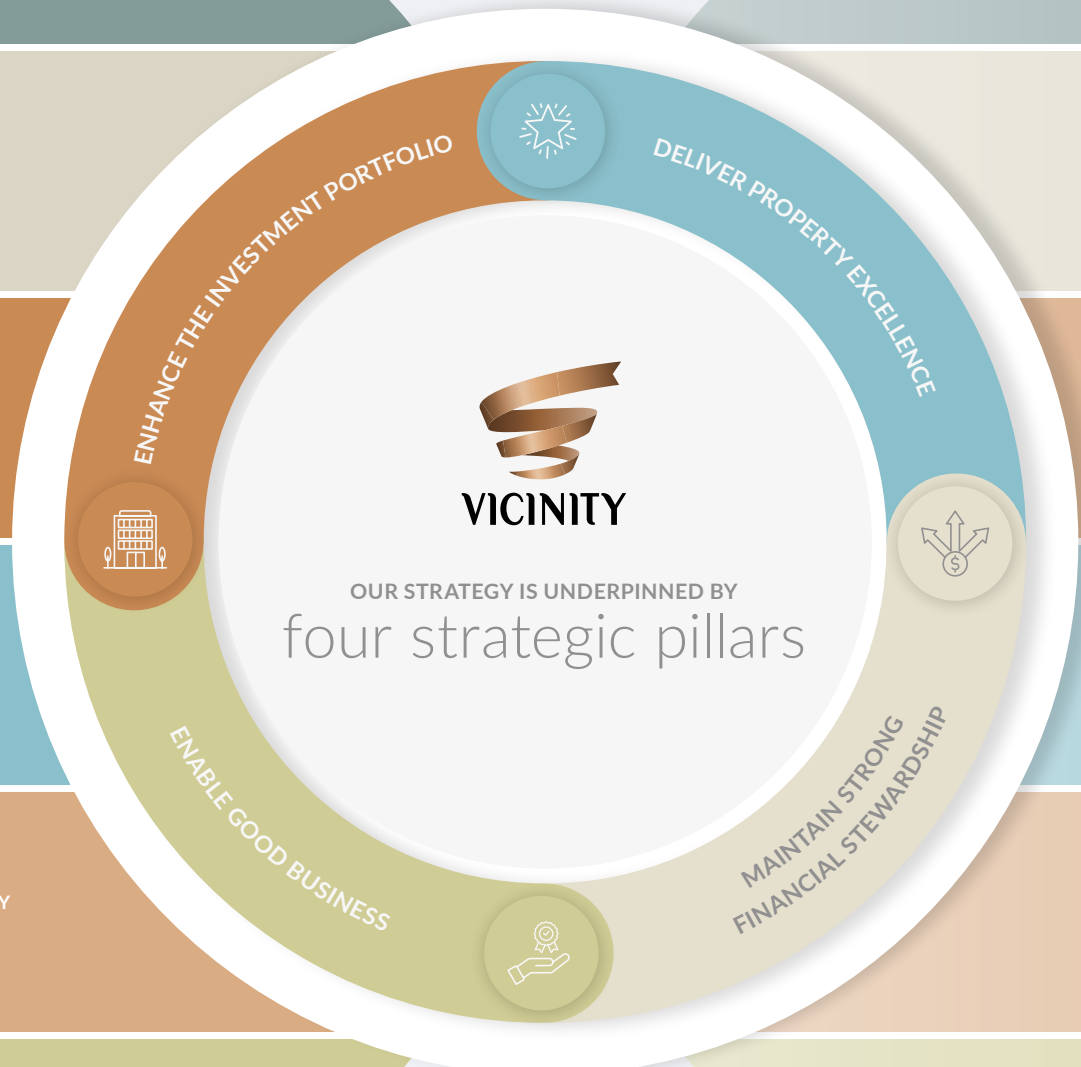 ENHANCE THE INVESTMENT PORTFOLIO
DELIVER PROPERTY EXCELLENCE
VICINITY
OUR STRATEGY IS UNDERPINNED BY
four strategic pillars
$
ENABLE GOOD BUSINESS
MAINTAIN STRONG
FINANCIAL STEWARDSHIP
Y